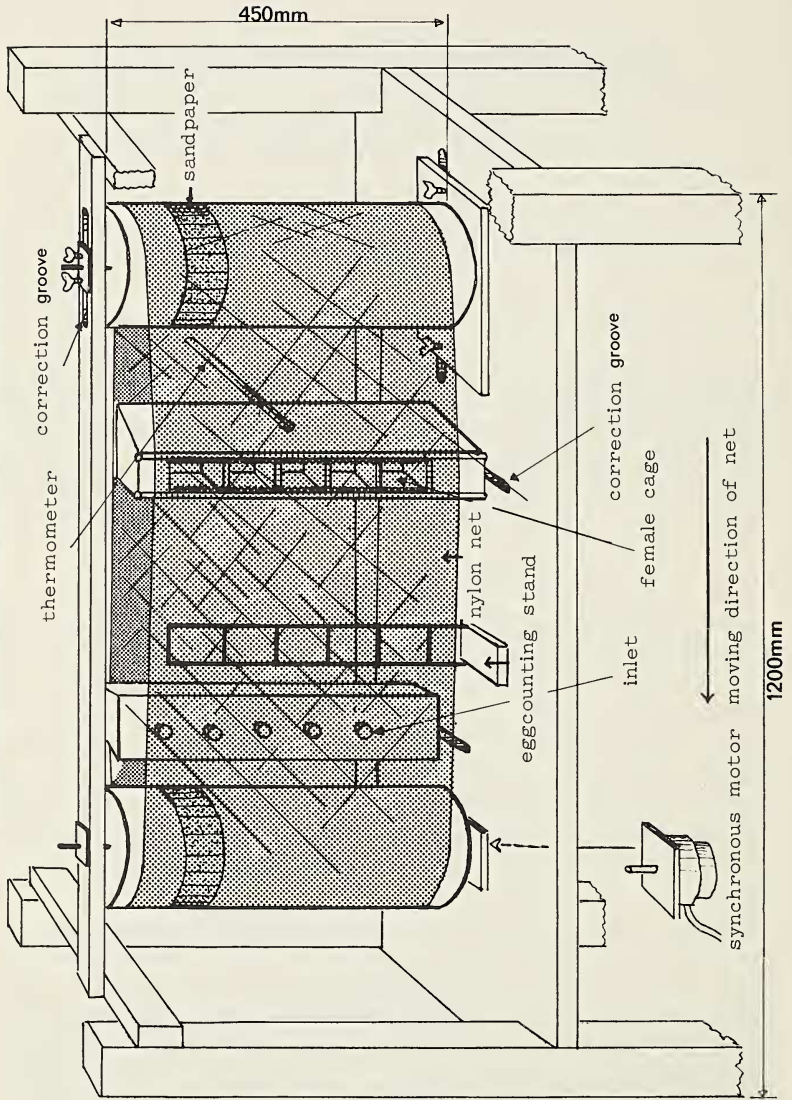 450mm
sandpaper
correction groove
thermometer
correction groove
female cage
nylon net
eggcounting stand
inlet
moving direction of net
synchronous motor
1200mm